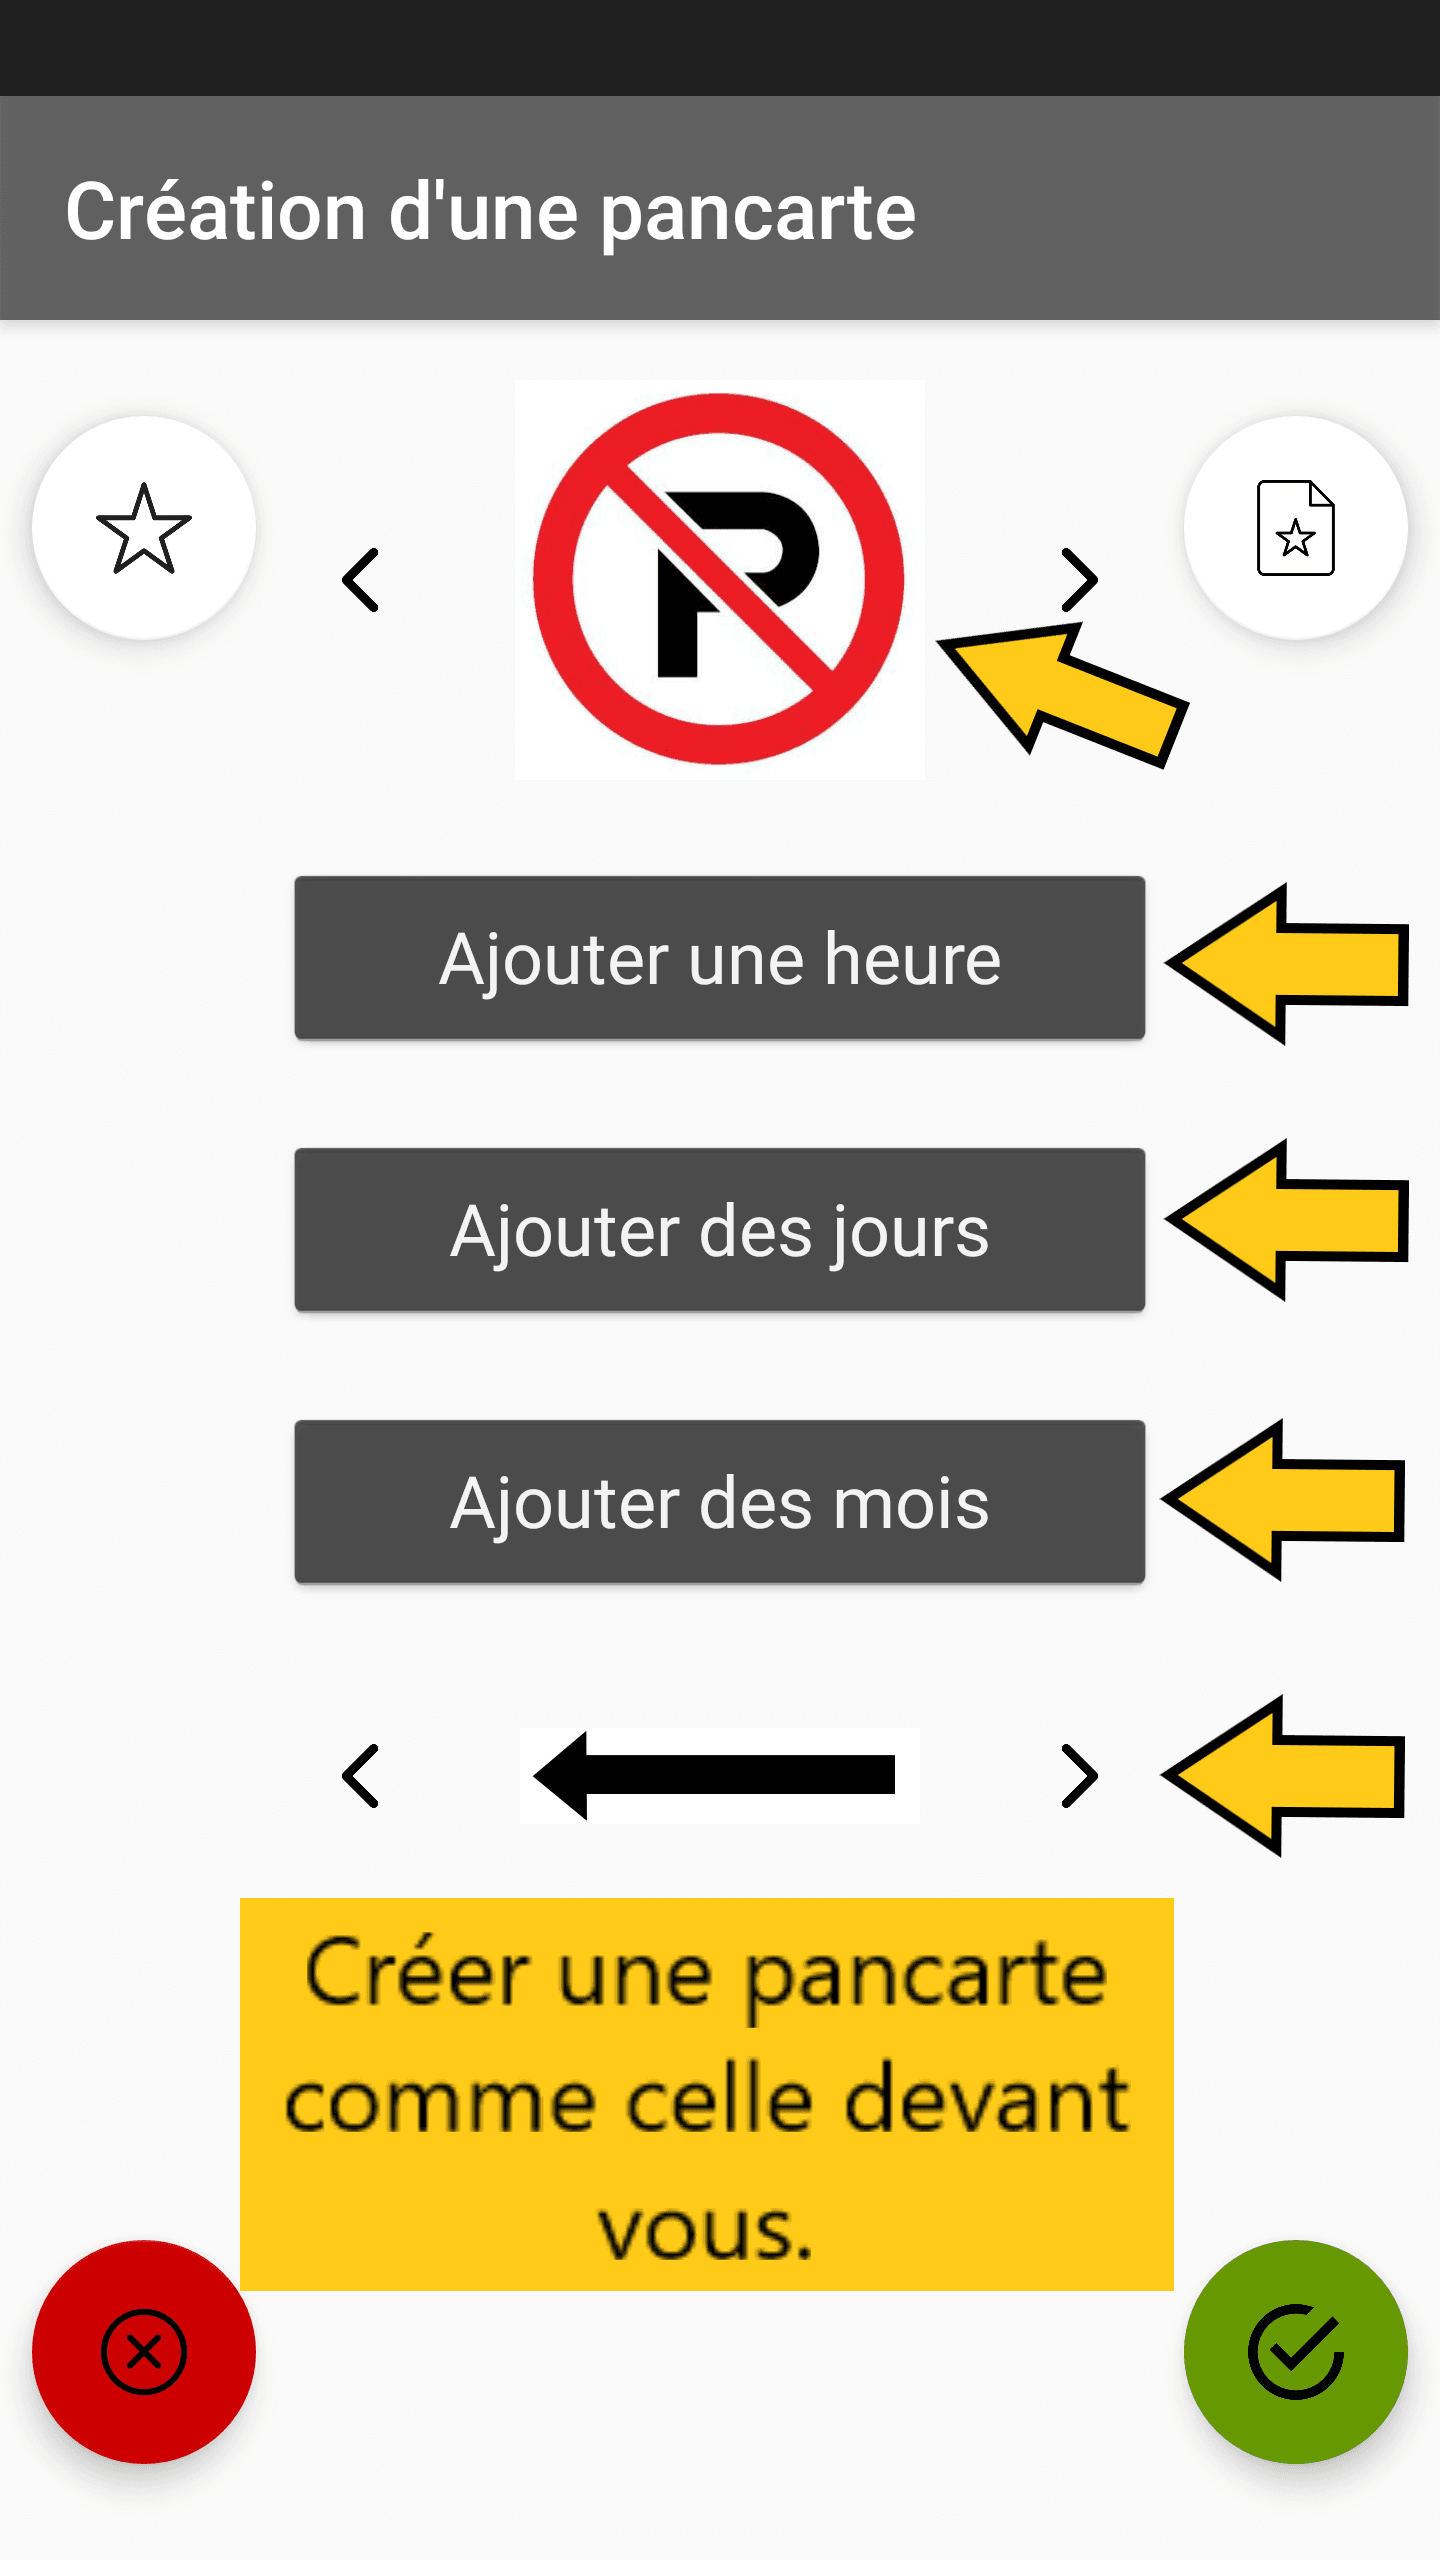 Création d'une pancarte
P
Ajouter une heure
Ajouter des jours
Ajouter des mois
Créer une pancarte
comme celle devant
vous.